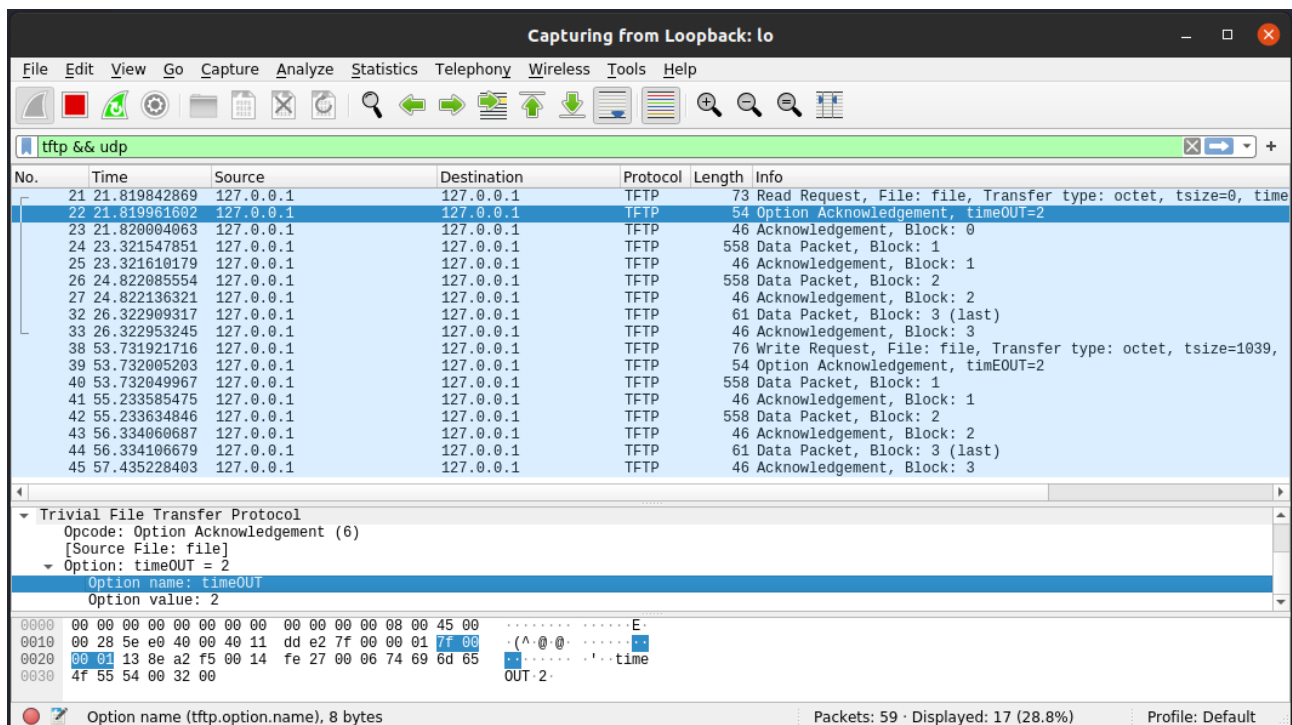 Capturing from Loopback: lo
File Edit View Go Capture Analyze Statistics Telephony Wireless Tools Help
tftp && udp
No. Time Source Destination Protocol Length Info
21 21.819842869 127.0.0.1 127.0.0.1 TFTP 73 Read Request, File: file, Transfer type: octet, tsize=0, time
22 21.819961602 127.0.0.1 127.0.0.1 TFTP 54 Option Acknowledgement, timeOUT=2
23 21.820004063 127.0.0.1 127.0.0.1 TFTP 46 Acknowledgement, Block: 0
24 23.321547851 127.0.0.1 127.0.0.1 TFTP 558 Data Packet, Block: 1
25 23.321610179 127.0.0.1 127.0.0.1 TFTP 46 Acknowledgement, Block: 1
26 24.822085554 127.0.0.1 127.0.0.1 TFTP 558 Data Packet, Block: 2
27 24.822136321 127.0.0.1 127.0.0.1 TFTP 46 Acknowledgement, Block: 2
32 26.322909317 127.0.0.1 127.0.0.1 TFTP 61 Data Packet, Block: 3 (last)
33 26.322953245 127.0.0.1 127.0.0.1 TFTP 46 Acknowledgement, Block: 3
38 53.731921716 127.0.0.1 127.0.0.1 TFTP 76 Write Request, File: file, Transfer type: octet, tsize=1039,
39 53.732005203 127.0.0.1 127.0.0.1 TFTP 54 Option Acknowledgement, timEOUT=2
40 53.732049967 127.0.0.1 127.0.0.1 TFTP 558 Data Packet, Block: 1
41 55.233585475 127.0.0.1 127.0.0.1 TFTP 46 Acknowledgement, Block: 1
42 55.233634846 127.0.0.1 127.0.0.1 TFTP 558 Data Packet, Block: 2
43 56.334060687 127.0.0.1 127.0.0.1 TFTP 46 Acknowledgement, Block: 2
44 56.334106679 127.0.0.1 127.0.0.1 TFTP 61 Data Packet, Block: 3 (last)
45 57.435228403 127.0.0.1 127.0.0.1 TFTP 46 Acknowledgement, Block: 3
Trivial File Transfer Protocol
Opcode: Option Acknowledgement (6)
[Source File: file]
Option: timeOUT = 2
Option name: timeOUT
Option value: 2
0000 00 00 00 00 00 00 00 00 00 00 00 00 08 00 45 00 ········ ······E·
0010 00 28 5e e0 40 00 40 11 dd e2 7f 00 00 01 7f 00 ·(^·@·@· ········
0020 00 01 13 8e a2 f5 00 14 fe 27 00 06 74 69 6d 65 ········ ·'··time
0030 4f 55 54 00 32 00 OUT·2·
Option name (tftp.option.name), 8 bytes Packets: 59 · Displayed: 17 (28.8%) Profile: Default